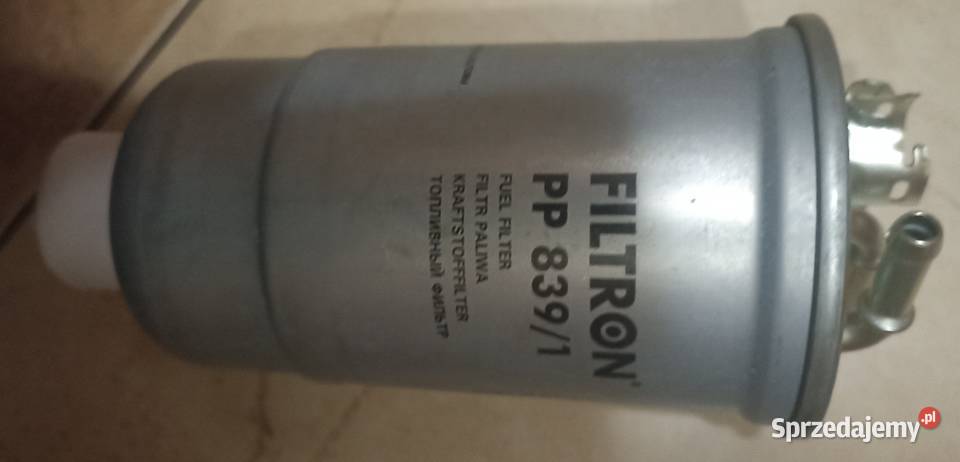 FILTRON
PP 839/1
FUEL FILTER
FILTR PALIWA
KRAFTSTOFFFILTER
ТОПЛИВНЫЙ ФИЛЬТР
Sprzedajemy.pl